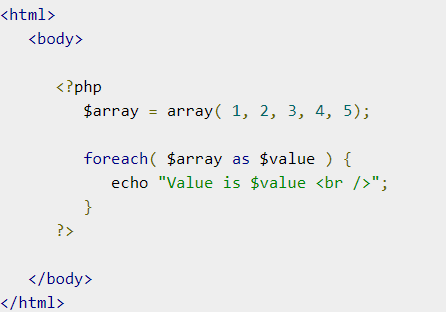 <html>
<body>
<?php
$array = array( 1, 2, 3, 4, 5);
foreach( $array as $value ) {
echo "Value is $value <br />";
}
?>
</body>
</html>